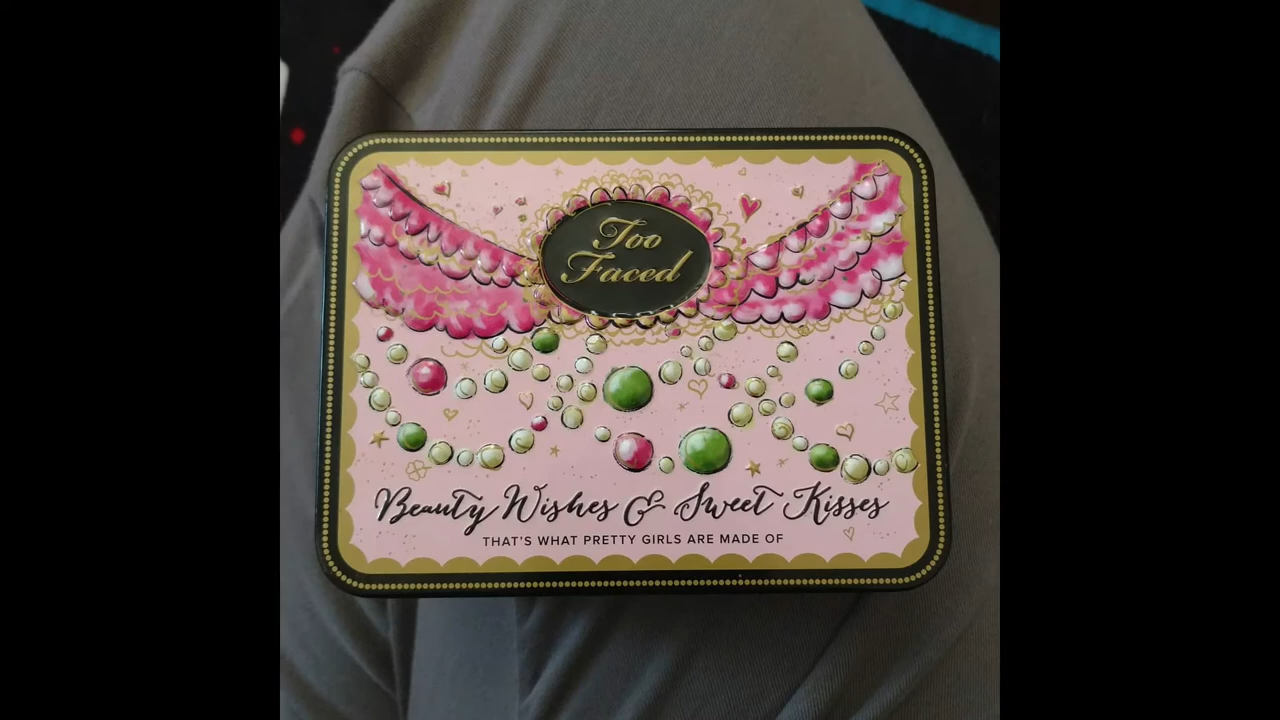 Too
Faced
Beauty Wishes & Sweet Kisses
THAT'S WHAT PRETTY GIRLS ARE MADE OF